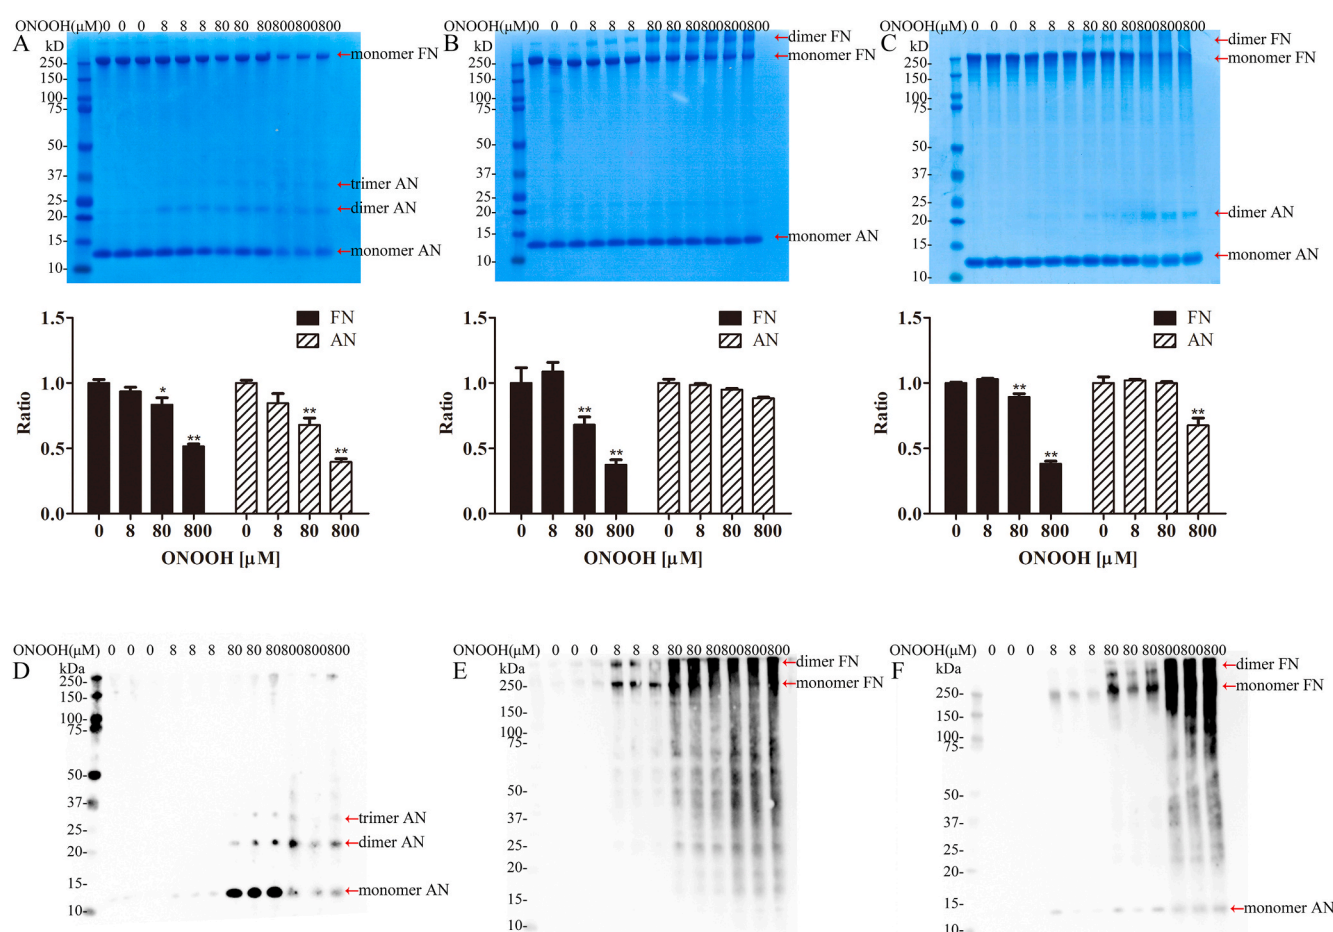 ONOOH(μM) 0 0 0 8 8 8 80 80 80 800 800 800
A
kD
250-
150-
100-
75-
50-
37-
25-
20-
15-
10-
monomer FN
trimer AN
dimer AN
monomer AN
ONOOH(μM) 0 0 0 8 8 8 80 80 80 800 800 800
B
kD
250-
150-
100-
75-
50-
37-
25-
20-
15-
10-
dimer FN
monomer FN
monomer AN
ONOOH(μM) 0 0 0 8 8 8 80 80 80 800 800 800
C
kD
250-
150-
100-
75-
50-
37-
25-
20-
15-
10-
dimer FN
monomer FN
dimer AN
monomer AN
1.5
1.0
0.5
0.0
Ratio
FN
AN
* ** ** **
0 8 80 800 0 8 80 800
ONOOH [μM]
1.5
1.0
0.5
0.0
Ratio
FN
AN
** **
0 8 80 800 0 8 80 800
ONOOH [μM]
1.5
1.0
0.5
0.0
Ratio
FN
AN
** ** **
0 8 80 800 0 8 80 800
ONOOH [μM]
ONOOH(μM) 0 0 0 8 8 8 80 80 80 800 800 800
D
kDa
250-
150-
100-
75-
50-
37-
25-
20-
15-
10-
trimer AN
dimer AN
monomer AN
ONOOH(μM) 0 0 0 8 8 8 80 80 80 800 800 800
E
kDa
250-
150-
100-
75-
50-
37-
25-
20-
15-
10-
dimer FN
monomer FN
ONOOH(μM) 0 0 0 8 8 8 80 80 80 800 800 800
F
kDa
250-
150-
100-
75-
50-
37-
25-
20-
15-
10-
dimer FN
monomer FN
monomer AN